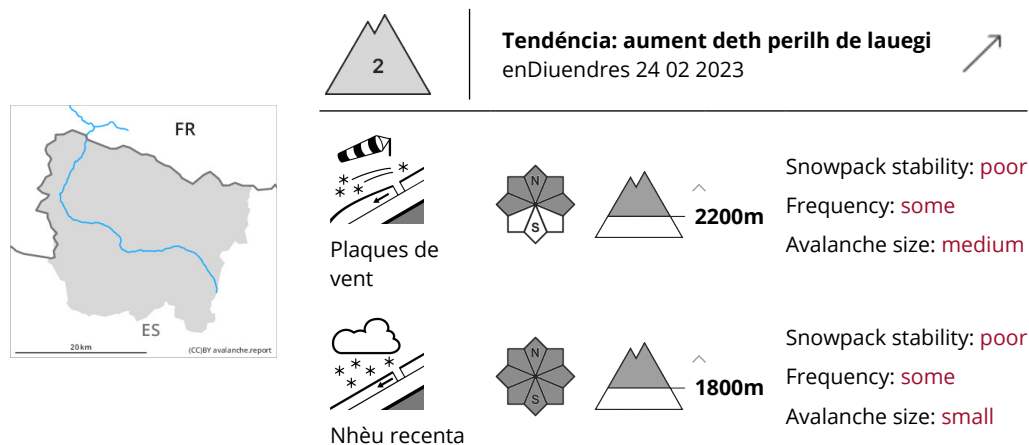 2
Tendéncia: aument deth perilh de lauegi
enDiuendres 24 02 2023
FR
ES
20 km
(CC)BY avalanche.report
N
S
2200m
Snowpack stability: poor
Frequency: some
Avalanche size: medium
Plaques de
vent
N
S
1800m
Snowpack stability: poor
Frequency: some
Avalanche size: small
Nhèu recenta